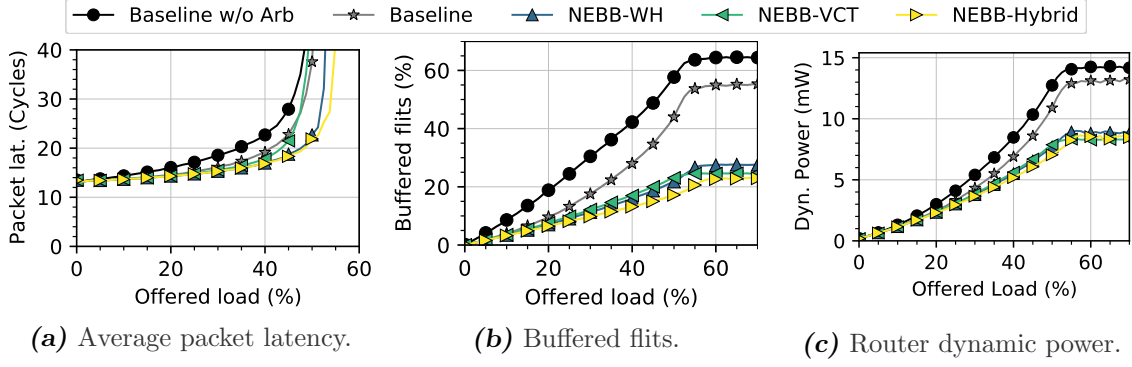 Baseline w/o Arb Baseline NEBB-WH NEBB-VCT NEBB-Hybrid
Packet lat. (Cycles)
40
30
20
10
0
0 20 40 60
Offered load (%)
(a) Average packet latency.
Buffered flits (%)
60
40
20
0
0 20 40 60
Offered load (%)
(b) Buffered flits.
Dyn. Power (mW)
15
10
5
0
0 20 40 60
Offered Load (%)
(c) Router dynamic power.